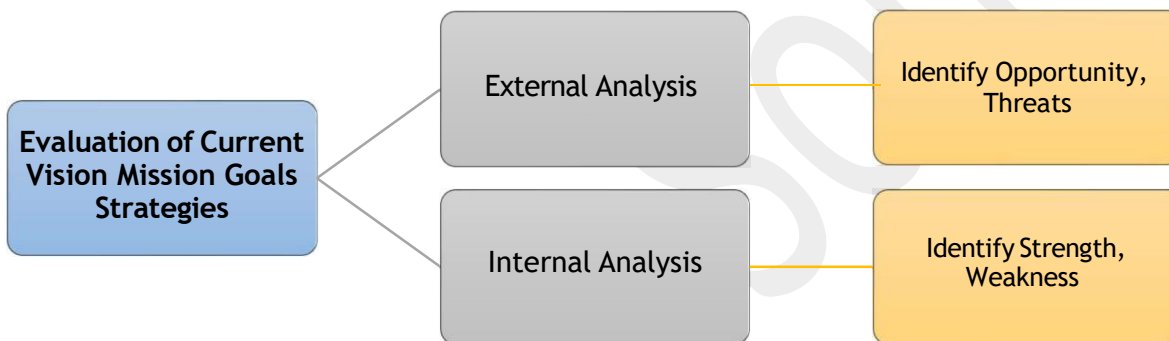 Evaluation of Current
Vision Mission Goals
Strategies
External Analysis
Identify Opportunity,
Threats
Internal Analysis
Identify Strength,
Weakness